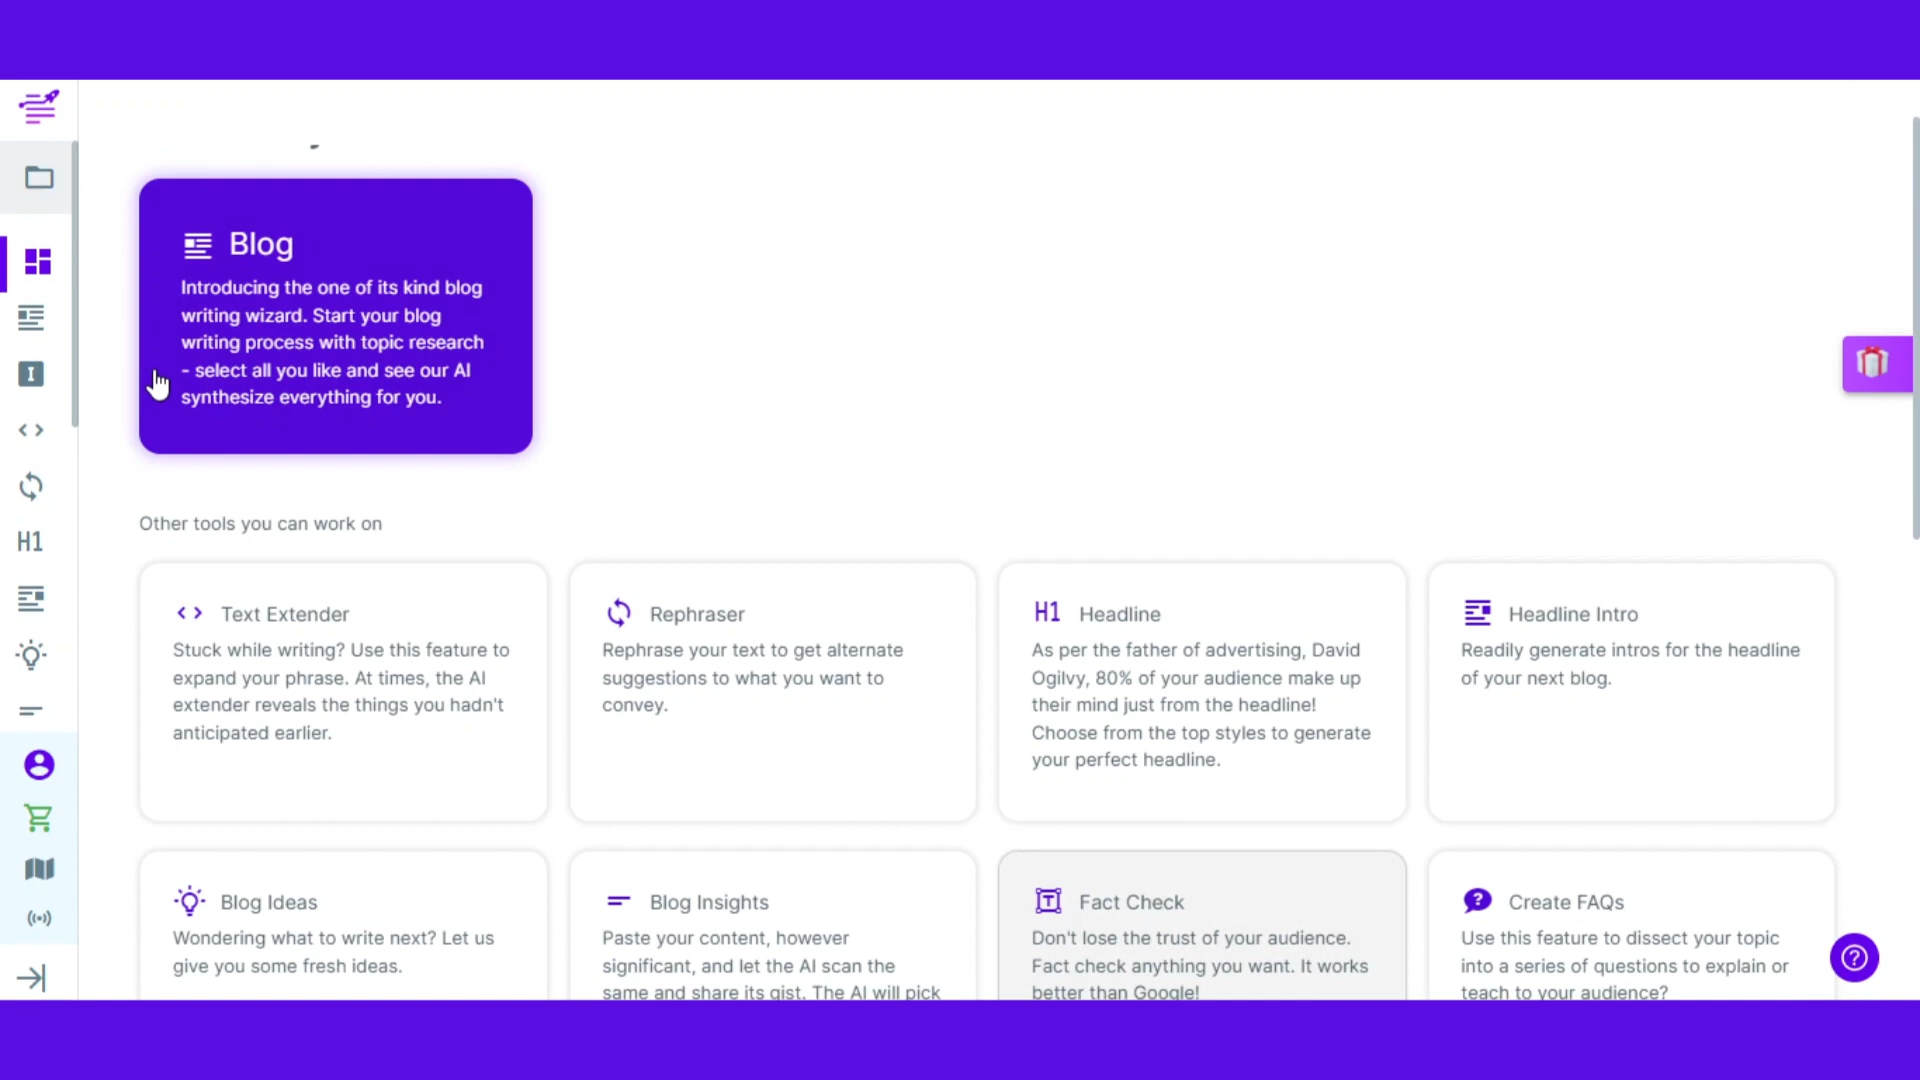 Blog
Introducing the one of its kind blog
writing wizard. Start your blog
writing process with topic research
- select all you like and see our AI
synthesize everything for you.
Other tools you can work on
Text Extender
Stuck while writing? Use this feature to
expand your phrase. At times, the AI
extender reveals the things you hadn't
anticipated earlier.
Rephraser
Rephrase your text to get alternate
suggestions to what you want to
convey.
H1 Headline
As per the father of advertising, David
Ogilvy, 80% of your audience make up
their mind just from the headline!
Choose from the top styles to generate
your perfect headline.
Headline Intro
Readily generate intros for the headline
of your next blog.
H1
Blog Ideas
Wondering what to write next? Let us
give you some fresh ideas.
Blog Insights
Paste your content, however
significant, and let the AI scan the
same and share its gist. The AI will pick
Fact Check
Don't lose the trust of your audience.
Fact check anything you want. It works
better than Google!
Create FAQs
Use this feature to dissect your topic
into a series of questions to explain or
teach to your audience?